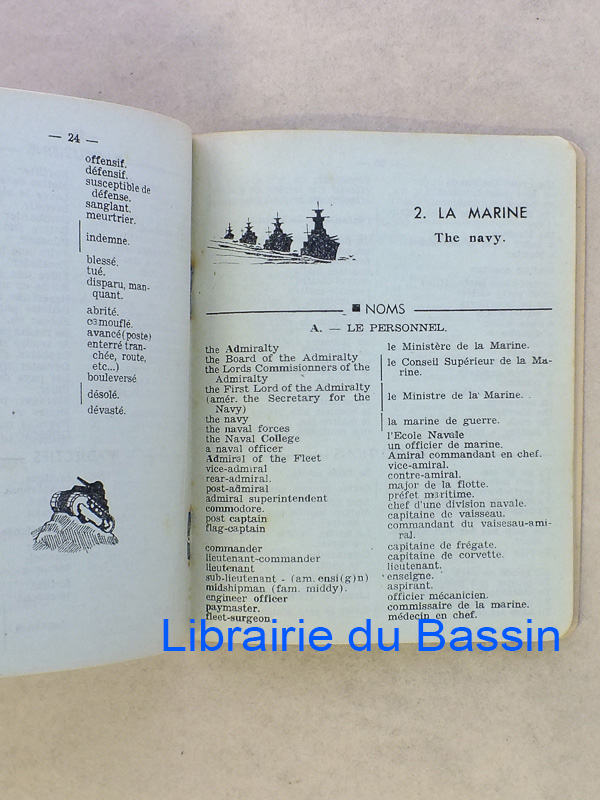 — 24 —
offensif.
défensif.
susceptible de
défense.
sanglant.
meurtrier.
indemne.
blessé.
tué.
disparu, man-
quant.
abrité.
camouflé.
avancé(poste)
enterré tran-
chée, route,
etc...)
bouleversé
désolé.
dévasté.
2. LA MARINE
The navy.
NOMS
A. — LE PERSONNEL.
the Admiralty
the Board of the Admiralty
the Lords Commisionners of the
Admiralty
the First Lord of the Admiralty
(amér. the Secretary for the
Navy)
the navy
the naval forces
the Naval College
a naval officer
Admiral of the Fleet
vice-admiral
rear-admiral.
post-admiral
admiral superintendent
commodore.
post captain
flag-captain
commander
lieutenant-commander
lieutenant
sub-lieutenant - (am. ensi(g)n)
midshipman (fam. middy).
engineer officer
paymaster.
fleet-surgeon.
le Ministère de la Marine.
le Conseil Supérieur de la Ma-
rine.
le Ministre de la Marine.
la marine de guerre.
l'Ecole Navale
un officier de marine.
Amiral commandant en chef.
vice-amiral.
contre-amiral.
major de la flotte.
préfet maritime.
chef d'une division navale.
capitaine de vaisseau.
commandant du vaisesau-ami-
ral.
capitaine de frégate.
capitaine de corvette.
lieutenant.
enseigne.
aspirant.
officier mécanicien.
commissaire de la marine.
médecin en chef.
Librairie du Bassin